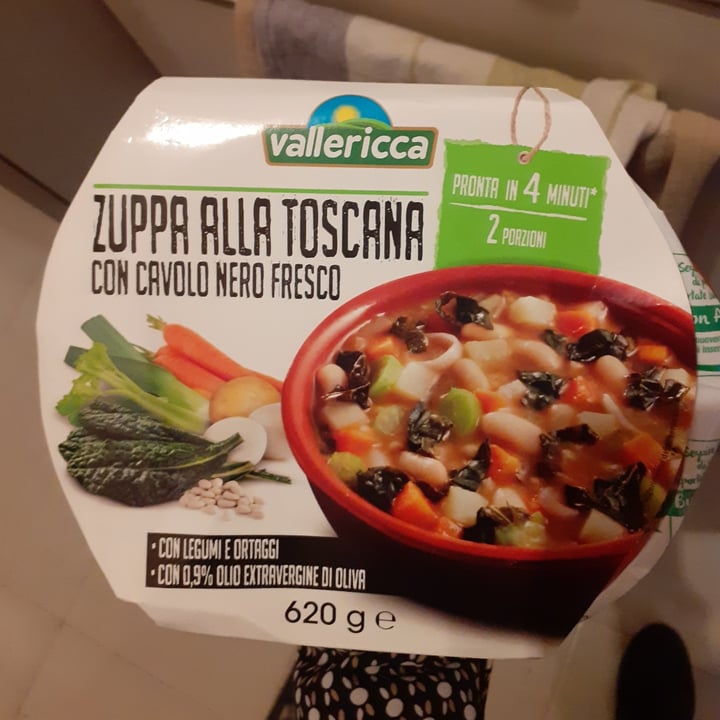 vallericca
PRONTA IN 4 MINUTI*
2 PORZIONI
ZUPPA ALLA TOSCANA
CON CAVOLO NERO FRESCO
• CON LEGUMI E ORTAGGI
• CON 0,9% OLIO EXTRAVERGINE DI OLIVA
620 g e